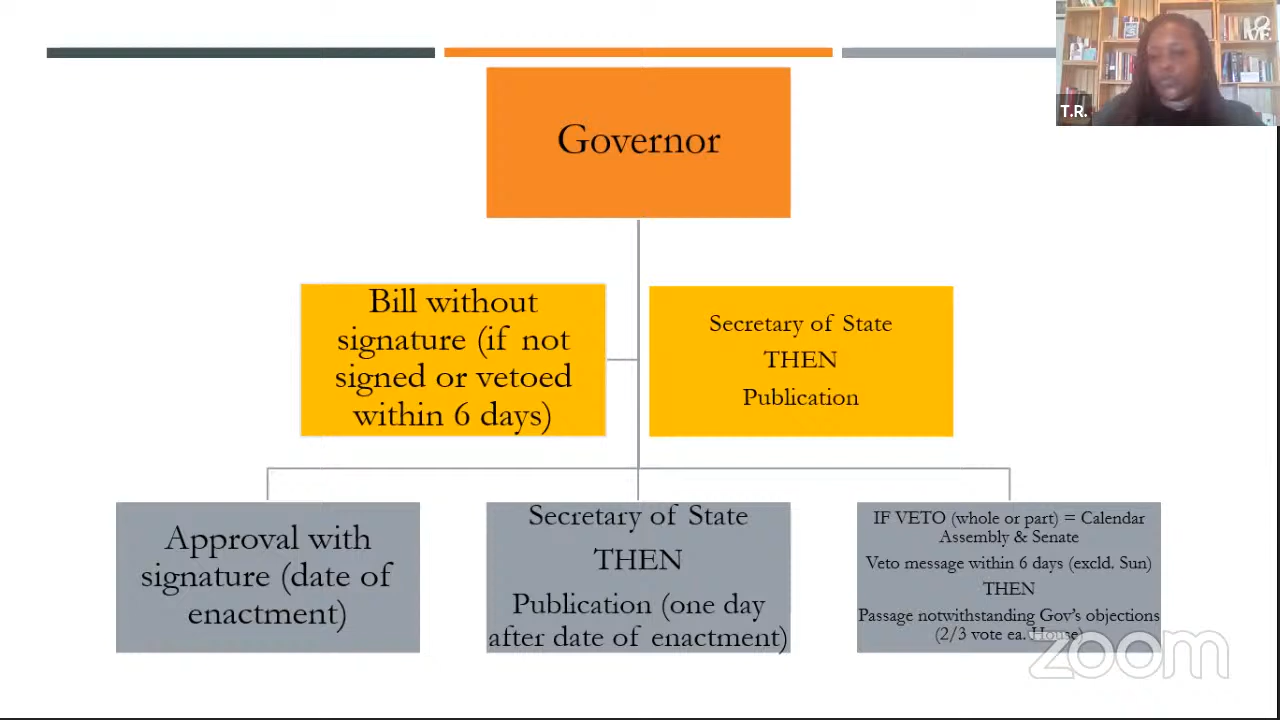 Governor
T.R.
LOVE
Bill without
signature (if not
signed or vetoed
within 6 days)
Secretary of State
THEN
Publication
Approval with
signature (date of
enactment)
Secretary of State
THEN
Publication (one day
after date of enactment)
IF VETO (whole or part) = Calendar
Assembly & Senate
Veto message within 6 days (excld. Sun)
THEN
Passage notwithstanding Gov's objections
(2/3 vote ea. House)
zoom